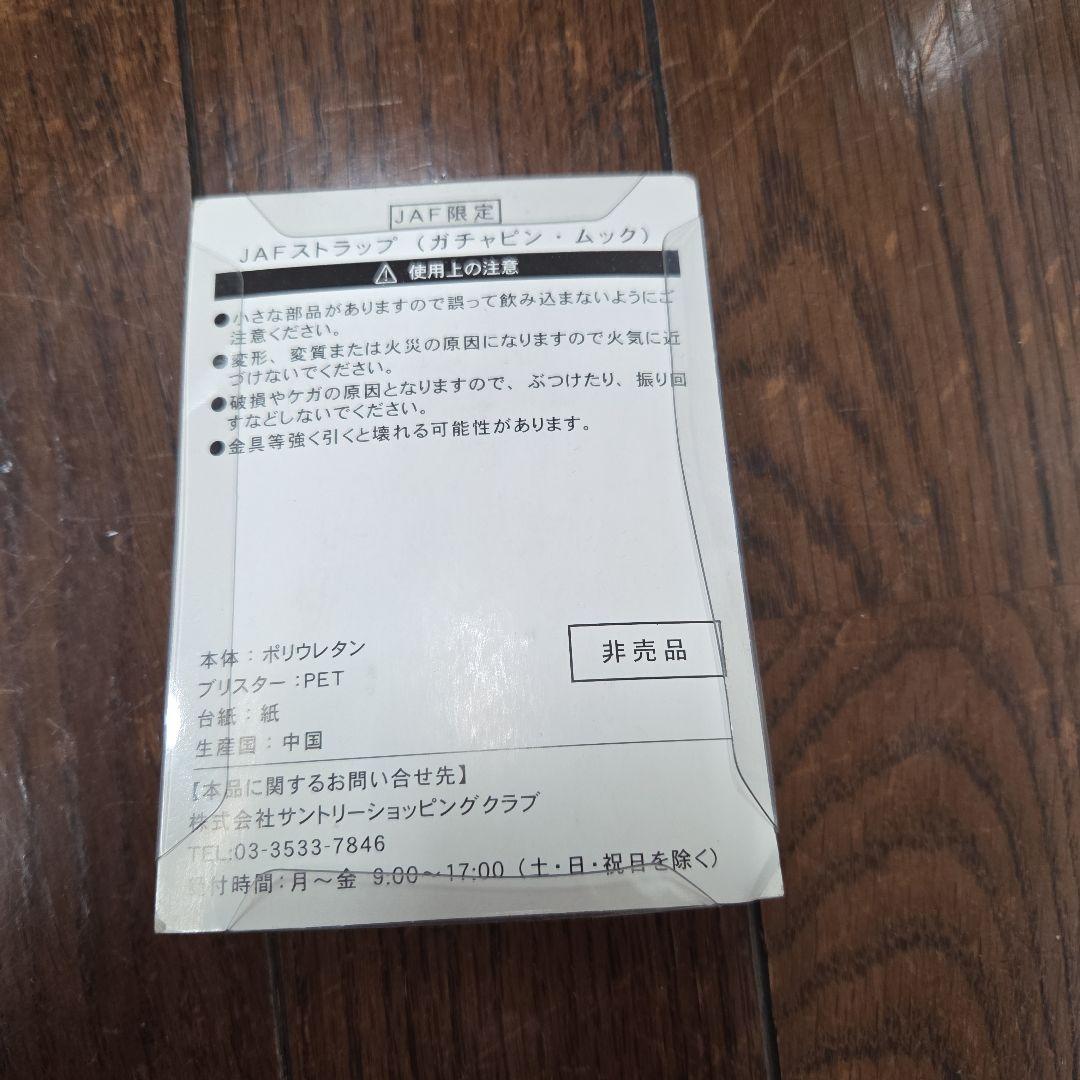 JAF限定
JAFストラップ（ガチャピン・ムック）
⚠ 使用上の注意
●小さな部品がありますので誤って飲み込まないようにご
注意ください。
●変形、変質または火災の原因になりますので火気に近
づけないでください。
●破損やケガの原因となりますので、ぶつけたり、振り回
すなどしないでください。
●金具等強く引くと壊れる可能性があります。
非売品
本体：ポリウレタン
ブリスター：PET
台紙：紙
生産国：中国
【本品に関するお問い合せ先】
株式会社サントリーショッピングクラブ
TEL:03-3533-7846
受付時間：月～金 9:00～17:00（土・日・祝日を除く）